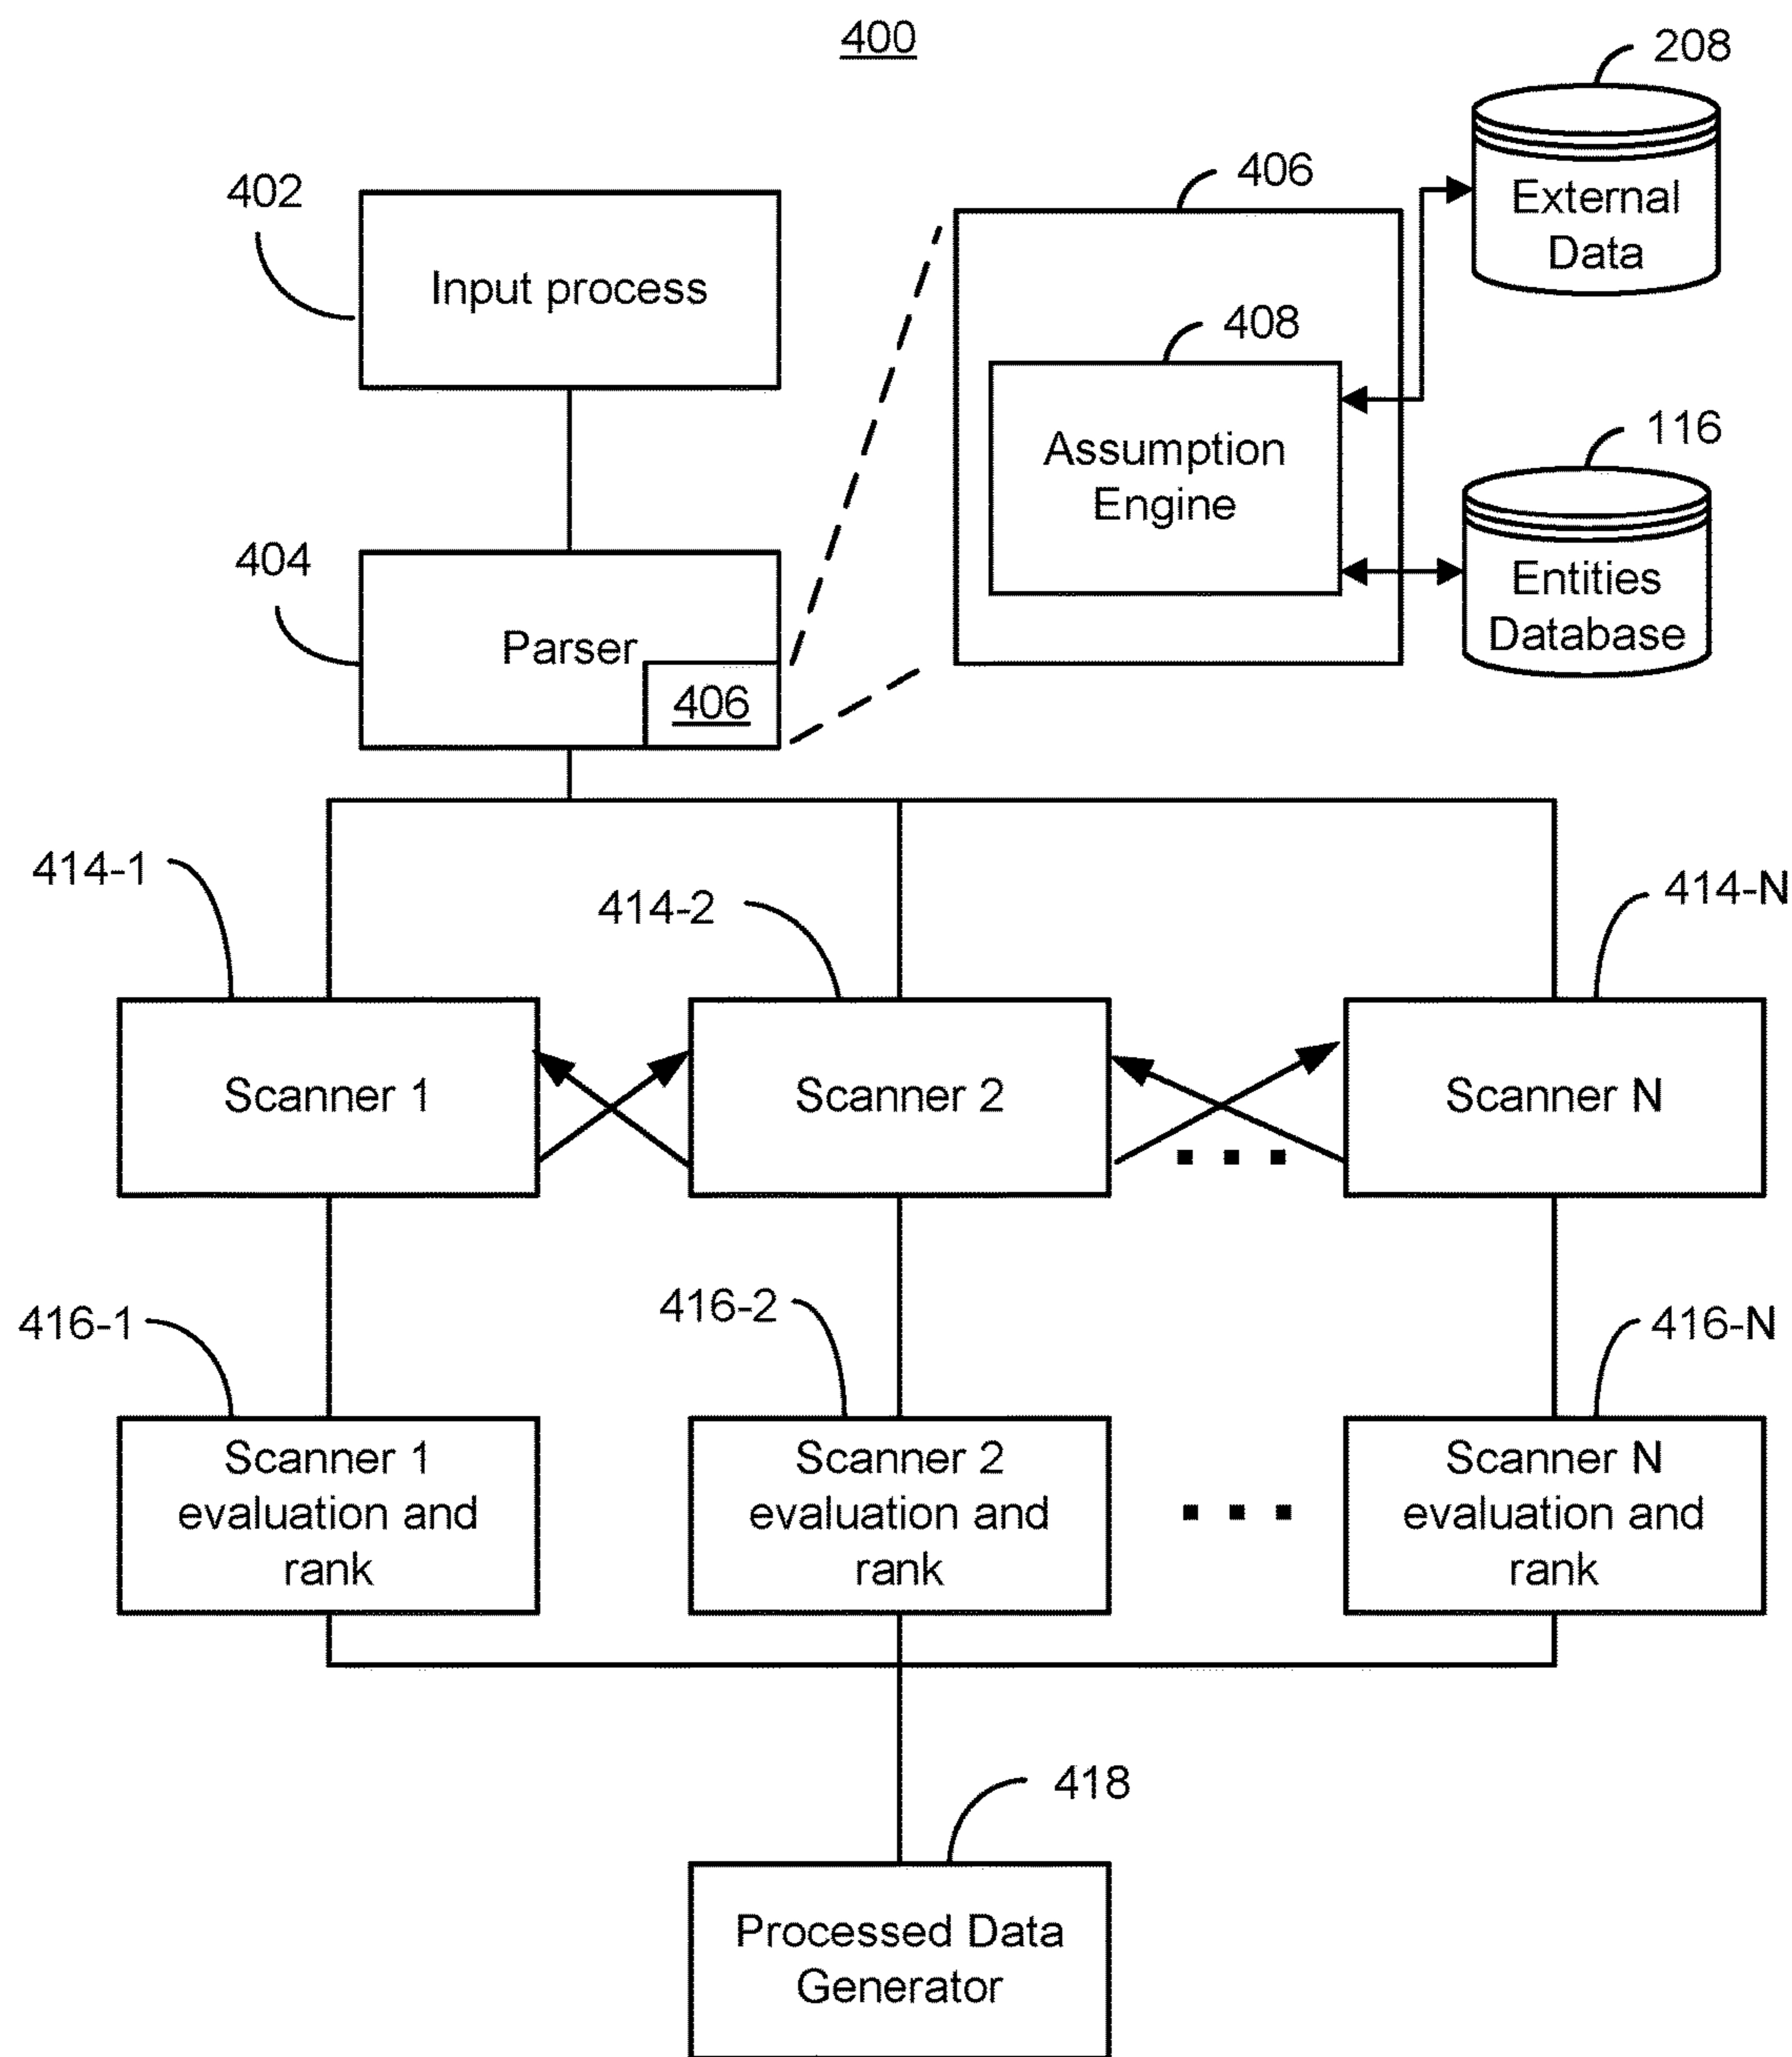 400
208
External
Data
402
Input process
406
408
Assumption
Engine
116
Entities
Database
404
Parser
406
414-1
414-2
414-N
Scanner 1
Scanner 2
Scanner N
416-1
416-2
416-N
Scanner 1
evaluation and
rank
Scanner 2
evaluation and
rank
Scanner N
evaluation and
rank
418
Processed Data
Generator